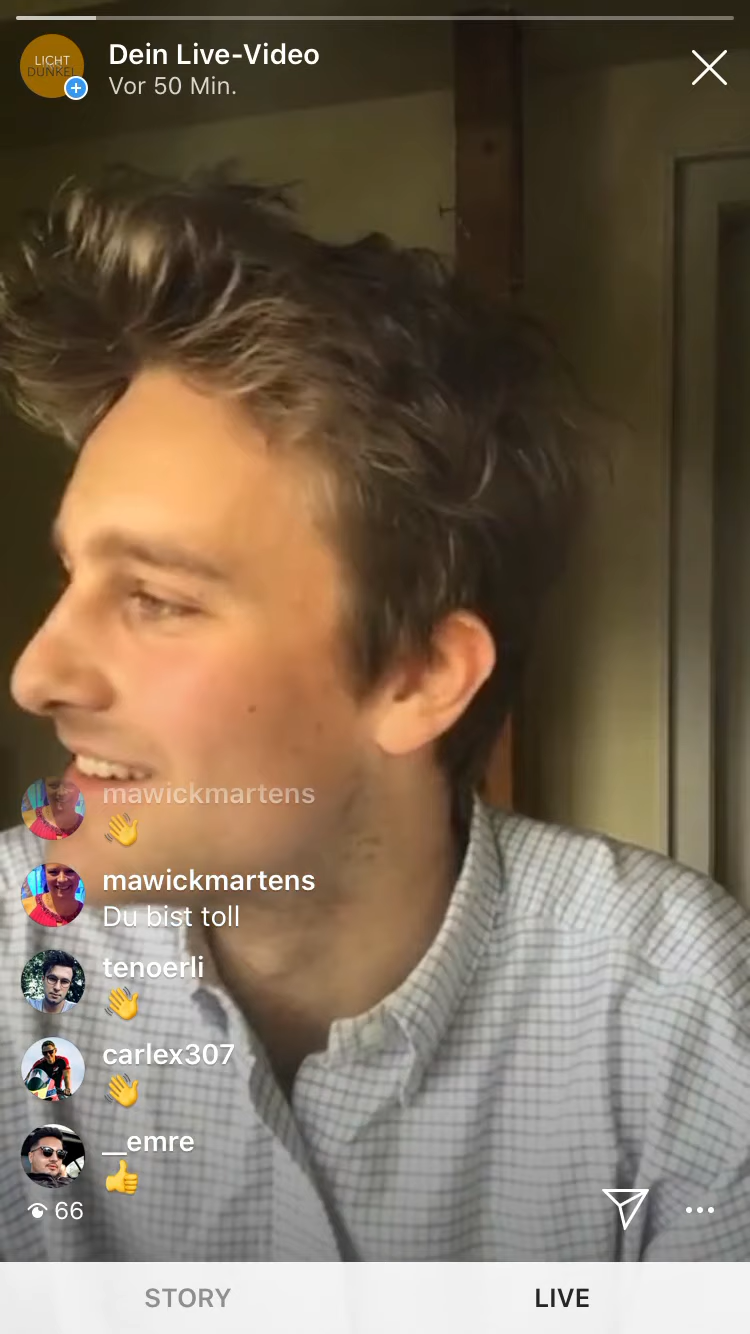 LICHT
DUNKEL
Dein Live-Video
Vor 50 Min.
mawickmartens
👋
mawickmartens
Du bist toll
tenoerli
👋
carlex307
👋
__emre
👍
66
STORY
LIVE